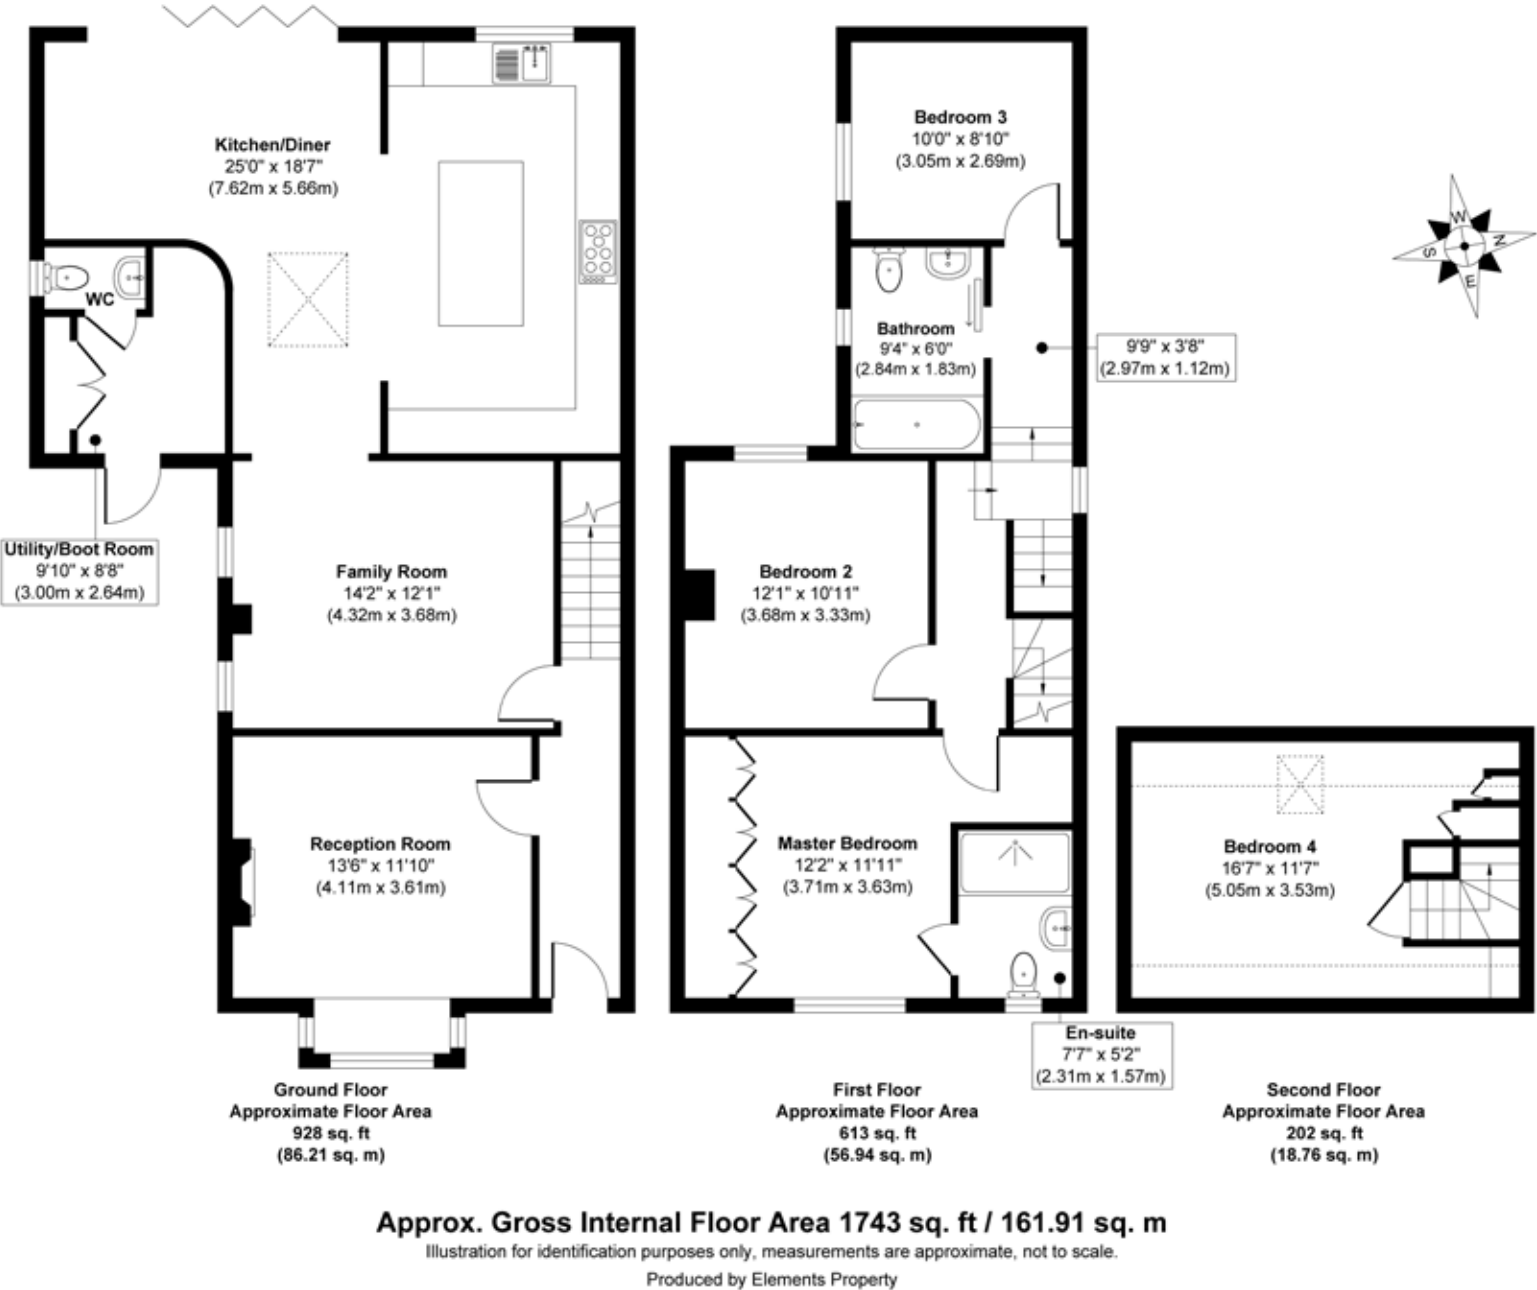 Kitchen/Diner
25'0" x 18'7"
(7.62m x 5.66m)
WC
Utility/Boot Room
9'10" x 8'8"
(3.00m x 2.64m)
Family Room
14'2" x 12'1"
(4.32m x 3.68m)
Reception Room
13'6" x 11'10"
(4.11m x 3.61m)
Ground Floor
Approximate Floor Area
928 sq. ft
(86.21 sq. m)
Bedroom 3
10'0" x 8'10"
(3.05m x 2.69m)
Bathroom
9'4" x 6'0"
(2.84m x 1.83m)
9'9" x 3'8"
(2.97m x 1.12m)
Bedroom 2
12'1" x 10'11"
(3.68m x 3.33m)
Master Bedroom
12'2" x 11'11"
(3.71m x 3.63m)
En-suite
7'7" x 5'2"
(2.31m x 1.57m)
First Floor
Approximate Floor Area
613 sq. ft
(56.94 sq. m)
W
N
S
E
Bedroom 4
16'7" x 11'7"
(5.05m x 3.53m)
Second Floor
Approximate Floor Area
202 sq. ft
(18.76 sq. m)
Approx. Gross Internal Floor Area 1743 sq. ft / 161.91 sq. m
Illustration for identification purposes only, measurements are approximate, not to scale.
Produced by Elements Property